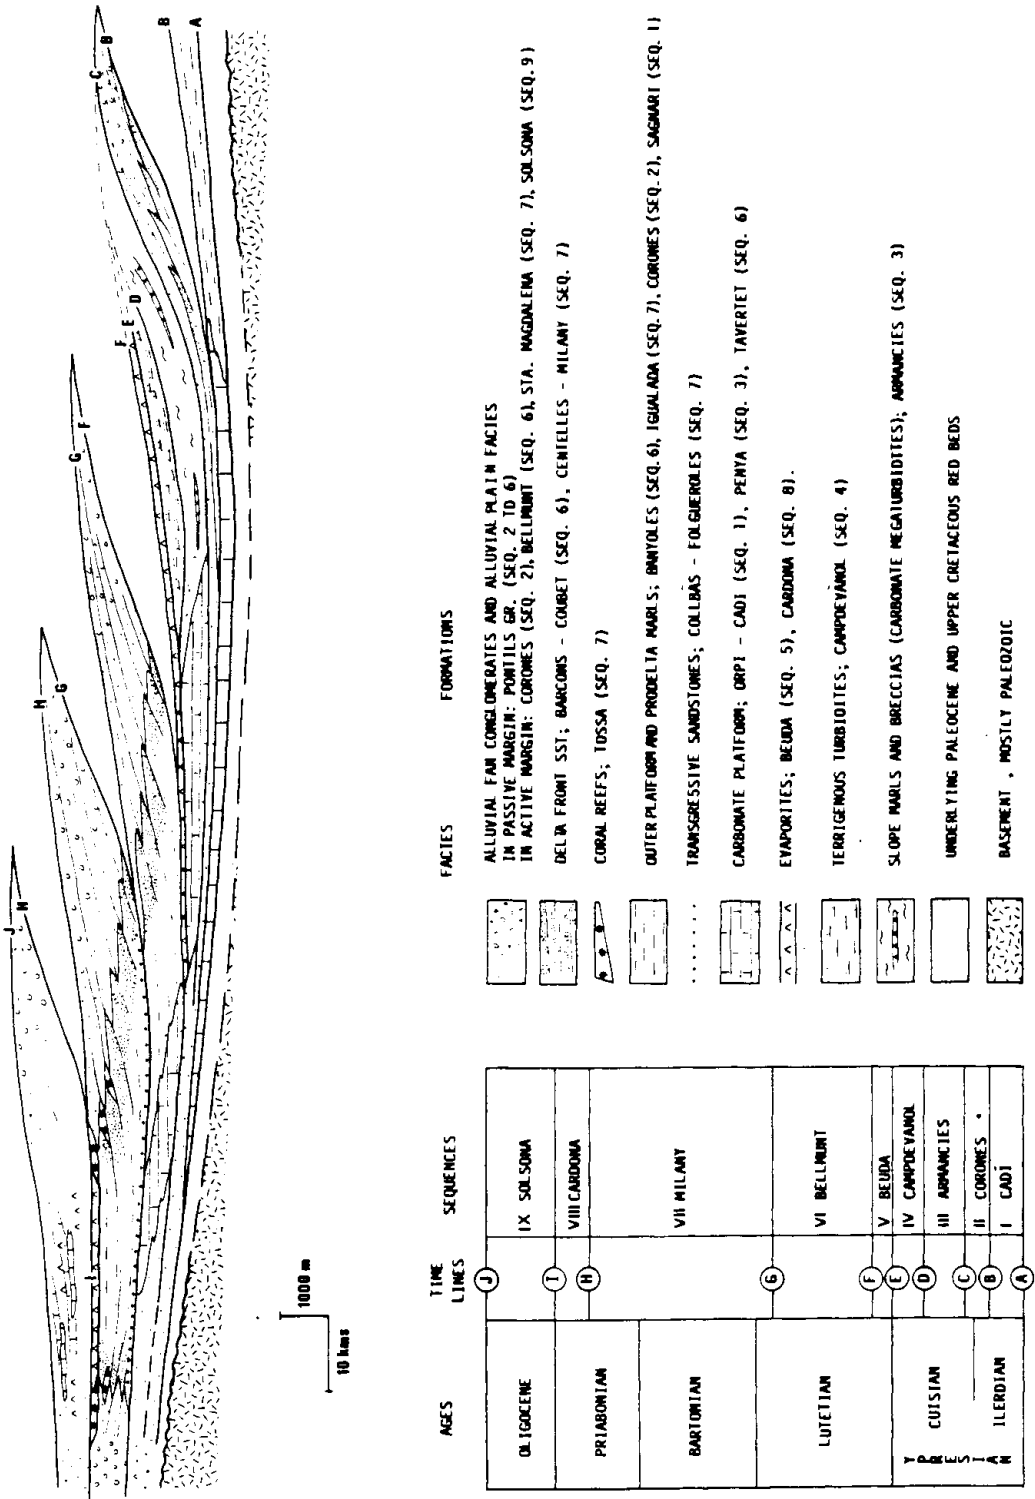 J
H
H
G
G
F
F
E
D
C
B
B
A
I
1000 m
10 kms
AGES
TIME
LINES
SEQUENCES
FACIES
FORMATIONS
OLIGOCENE
PRIABONIAN
BARTONIAN
LUTETIAN
YPRESIAN
CUISIAN
ILERDIAN
J
I
H
G
F
E
D
C
B
A
IX SOLSONA
VIII CARDONA
VII MILANY
VI BELLMUNT
V BEUDA
IV CAMPDEVANOL
III ARMANCIES
II CORONES
I CADÍ
ALLUVIAL FAN CONGLOMERATES AND ALLUVIAL PLAIN FACIES
IN PASSIVE MARGIN: PONTILS GR. (SEQ. 2 TO 6)
IN ACTIVE MARGIN: CORONES (SEQ. 2), BELLMUNT (SEQ. 6), STA. MAGDALENA (SEQ. 7), SOLSONA (SEQ. 9)
DELTA FRONT SST; BARCONS - COUBET (SEQ. 6), CENTELLES - MILANY (SEQ. 7)
CORAL REEFS; TOSSA (SEQ. 7)
OUTER PLATFORM AND PRODELTA MARLS; BANYOLES (SEQ. 6), IGUALADA (SEQ. 7), CORONES (SEQ. 2), SAGNARI (SEQ. 1)
TRANSGRESSIVE SANDSTONES; COLLBAS - FOLGUEROLES (SEQ. 7)
CARBONATE PLATFORM; ORPI - CADI (SEQ. 1), PENYA (SEQ. 3), TAVERTET (SEQ. 6)
EVAPORITES; BEUDA (SEQ. 5), CARDONA (SEQ. 8).
TERRIGENOUS TURBIDITES; CAMPDEVANOL (SEQ. 4)
SLOPE MARLS AND BRECCIAS (CARBONATE MEGATURBIDITES); ARMANCIES (SEQ. 3)
UNDERLYING PALEOCENE AND UPPER CRETACEOUS RED BEDS
BASEMENT , MOSTLY PALEOZOIC